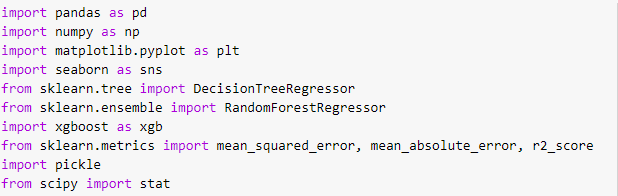 import pandas as pd
import numpy as np
import matplotlib.pyplot as plt
import seaborn as sns
from sklearn.tree import DecisionTreeRegressor
from sklearn.ensemble import RandomForestRegressor
import xgboost as xgb
from sklearn.metrics import mean_squared_error, mean_absolute_error, r2_score
import pickle
from scipy import stat